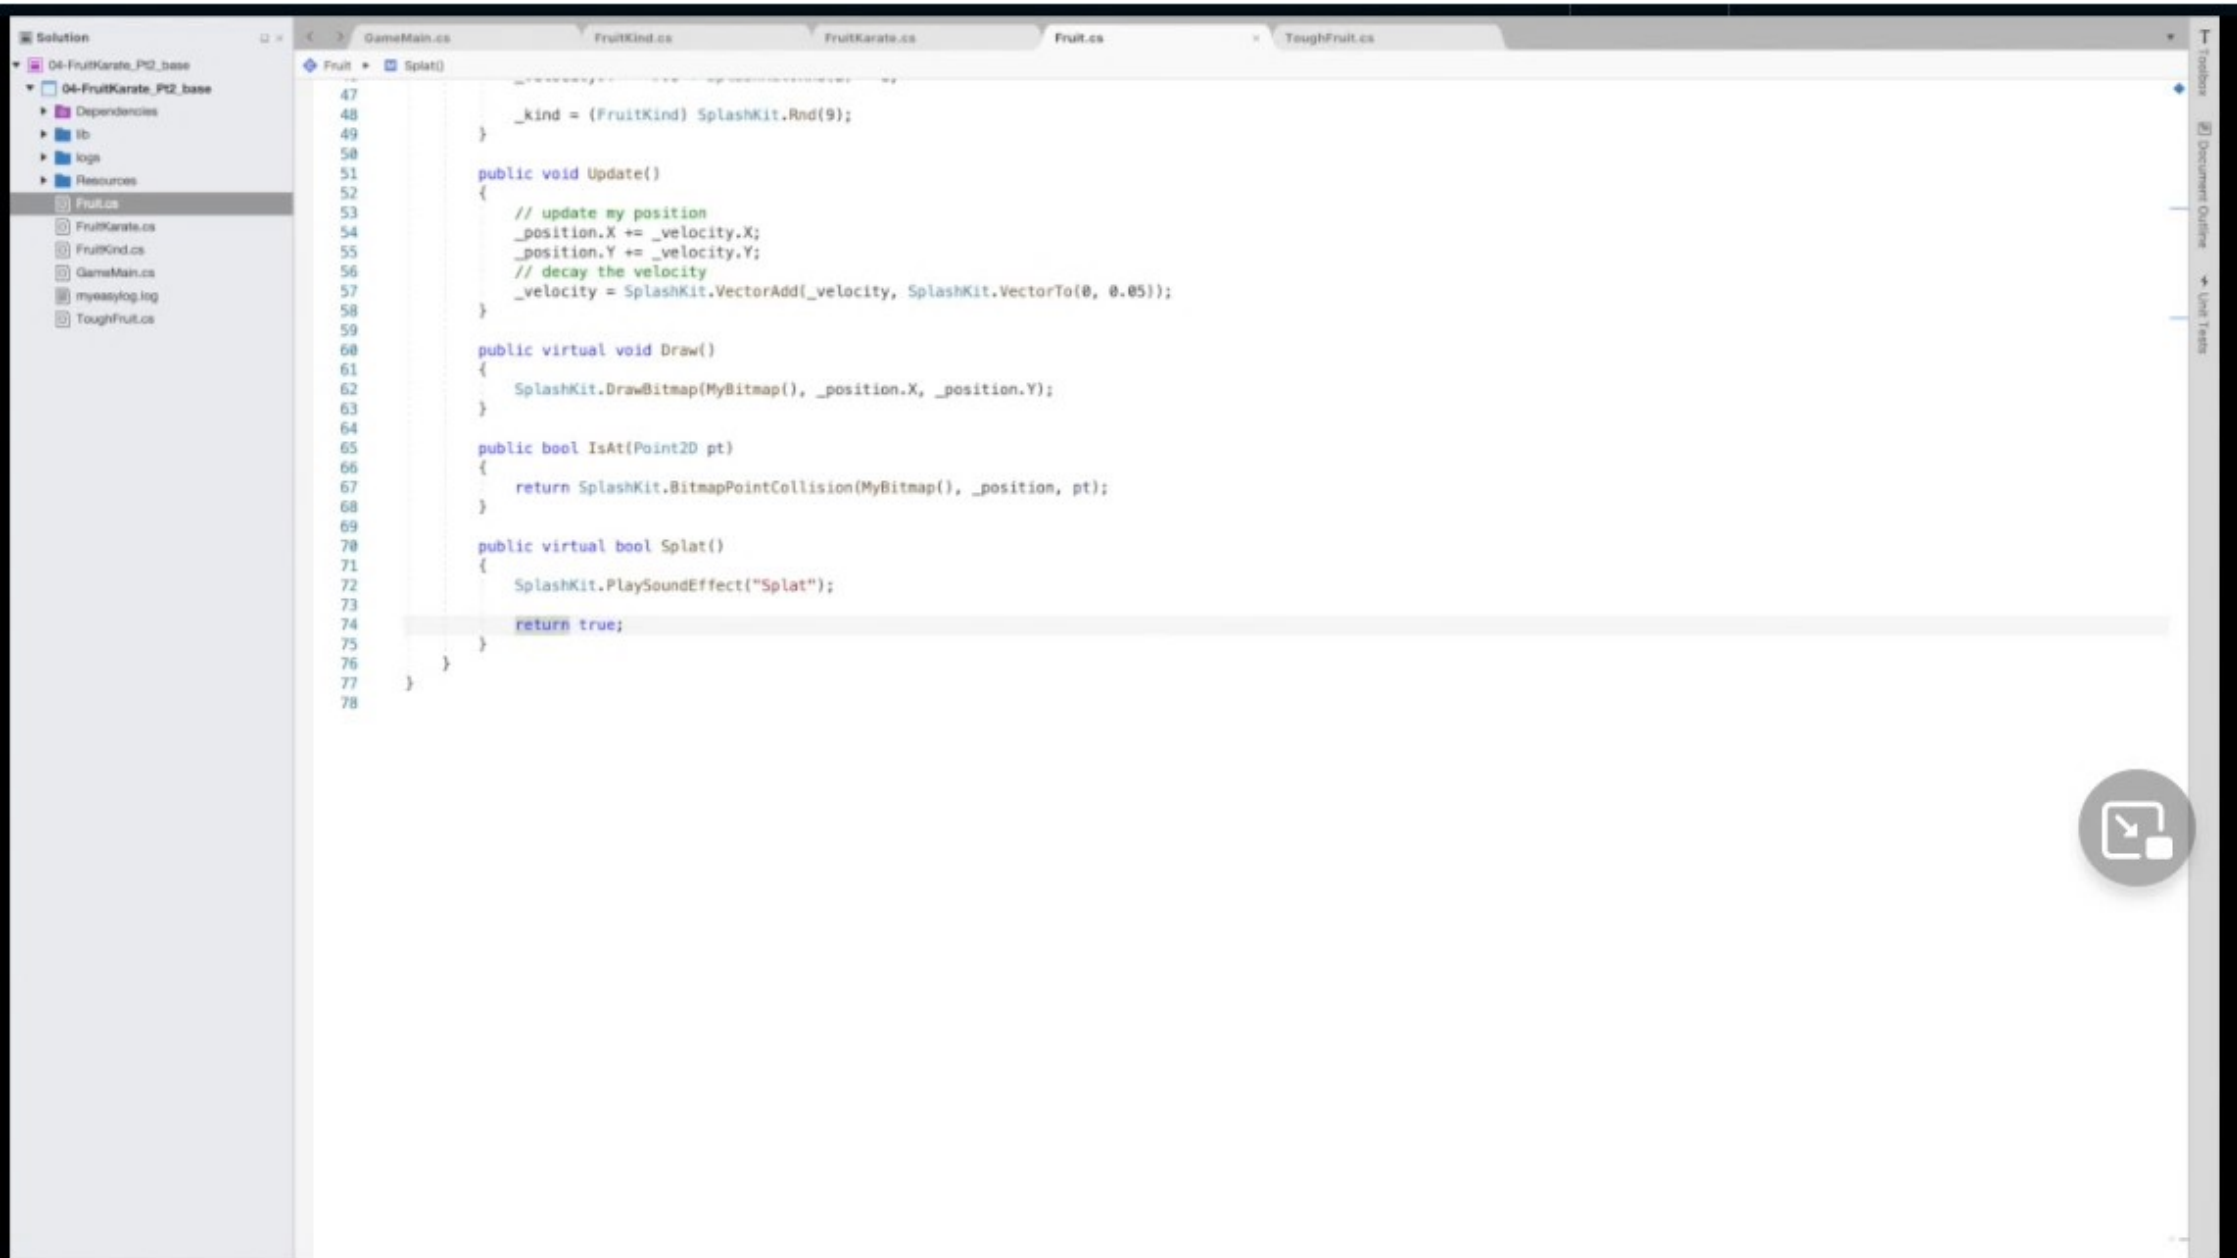 Solution
04-FruitKarate_Pt2_base
04-FruitKarate_Pt2_base
Dependencies
lib
logs
Resources
Fruit.cs
FruitKarate.cs
FruitKind.cs
GameMain.cs
myeasylog.log
ToughFruit.cs
GameMain.cs FruitKind.cs FruitKarate.cs Fruit.cs × ToughFruit.cs
Fruit ▸ Splat()
47
48 _kind = (FruitKind) SplashKit.Rnd(9);
49 }
50
51 public void Update()
52 {
53 // update my position
54 _position.X += _velocity.X;
55 _position.Y += _velocity.Y;
56 // decay the velocity
57 _velocity = SplashKit.VectorAdd(_velocity, SplashKit.VectorTo(0, 0.05));
58 }
59
60 public virtual void Draw()
61 {
62 SplashKit.DrawBitmap(MyBitmap(), _position.X, _position.Y);
63 }
64
65 public bool IsAt(Point2D pt)
66 {
67 return SplashKit.BitmapPointCollision(MyBitmap(), _position, pt);
68 }
69
70 public virtual bool Splat()
71 {
72 SplashKit.PlaySoundEffect("Splat");
73
74 return true;
75 }
76 }
77 }
78
Toolbox
Document Outline
Unit Tests